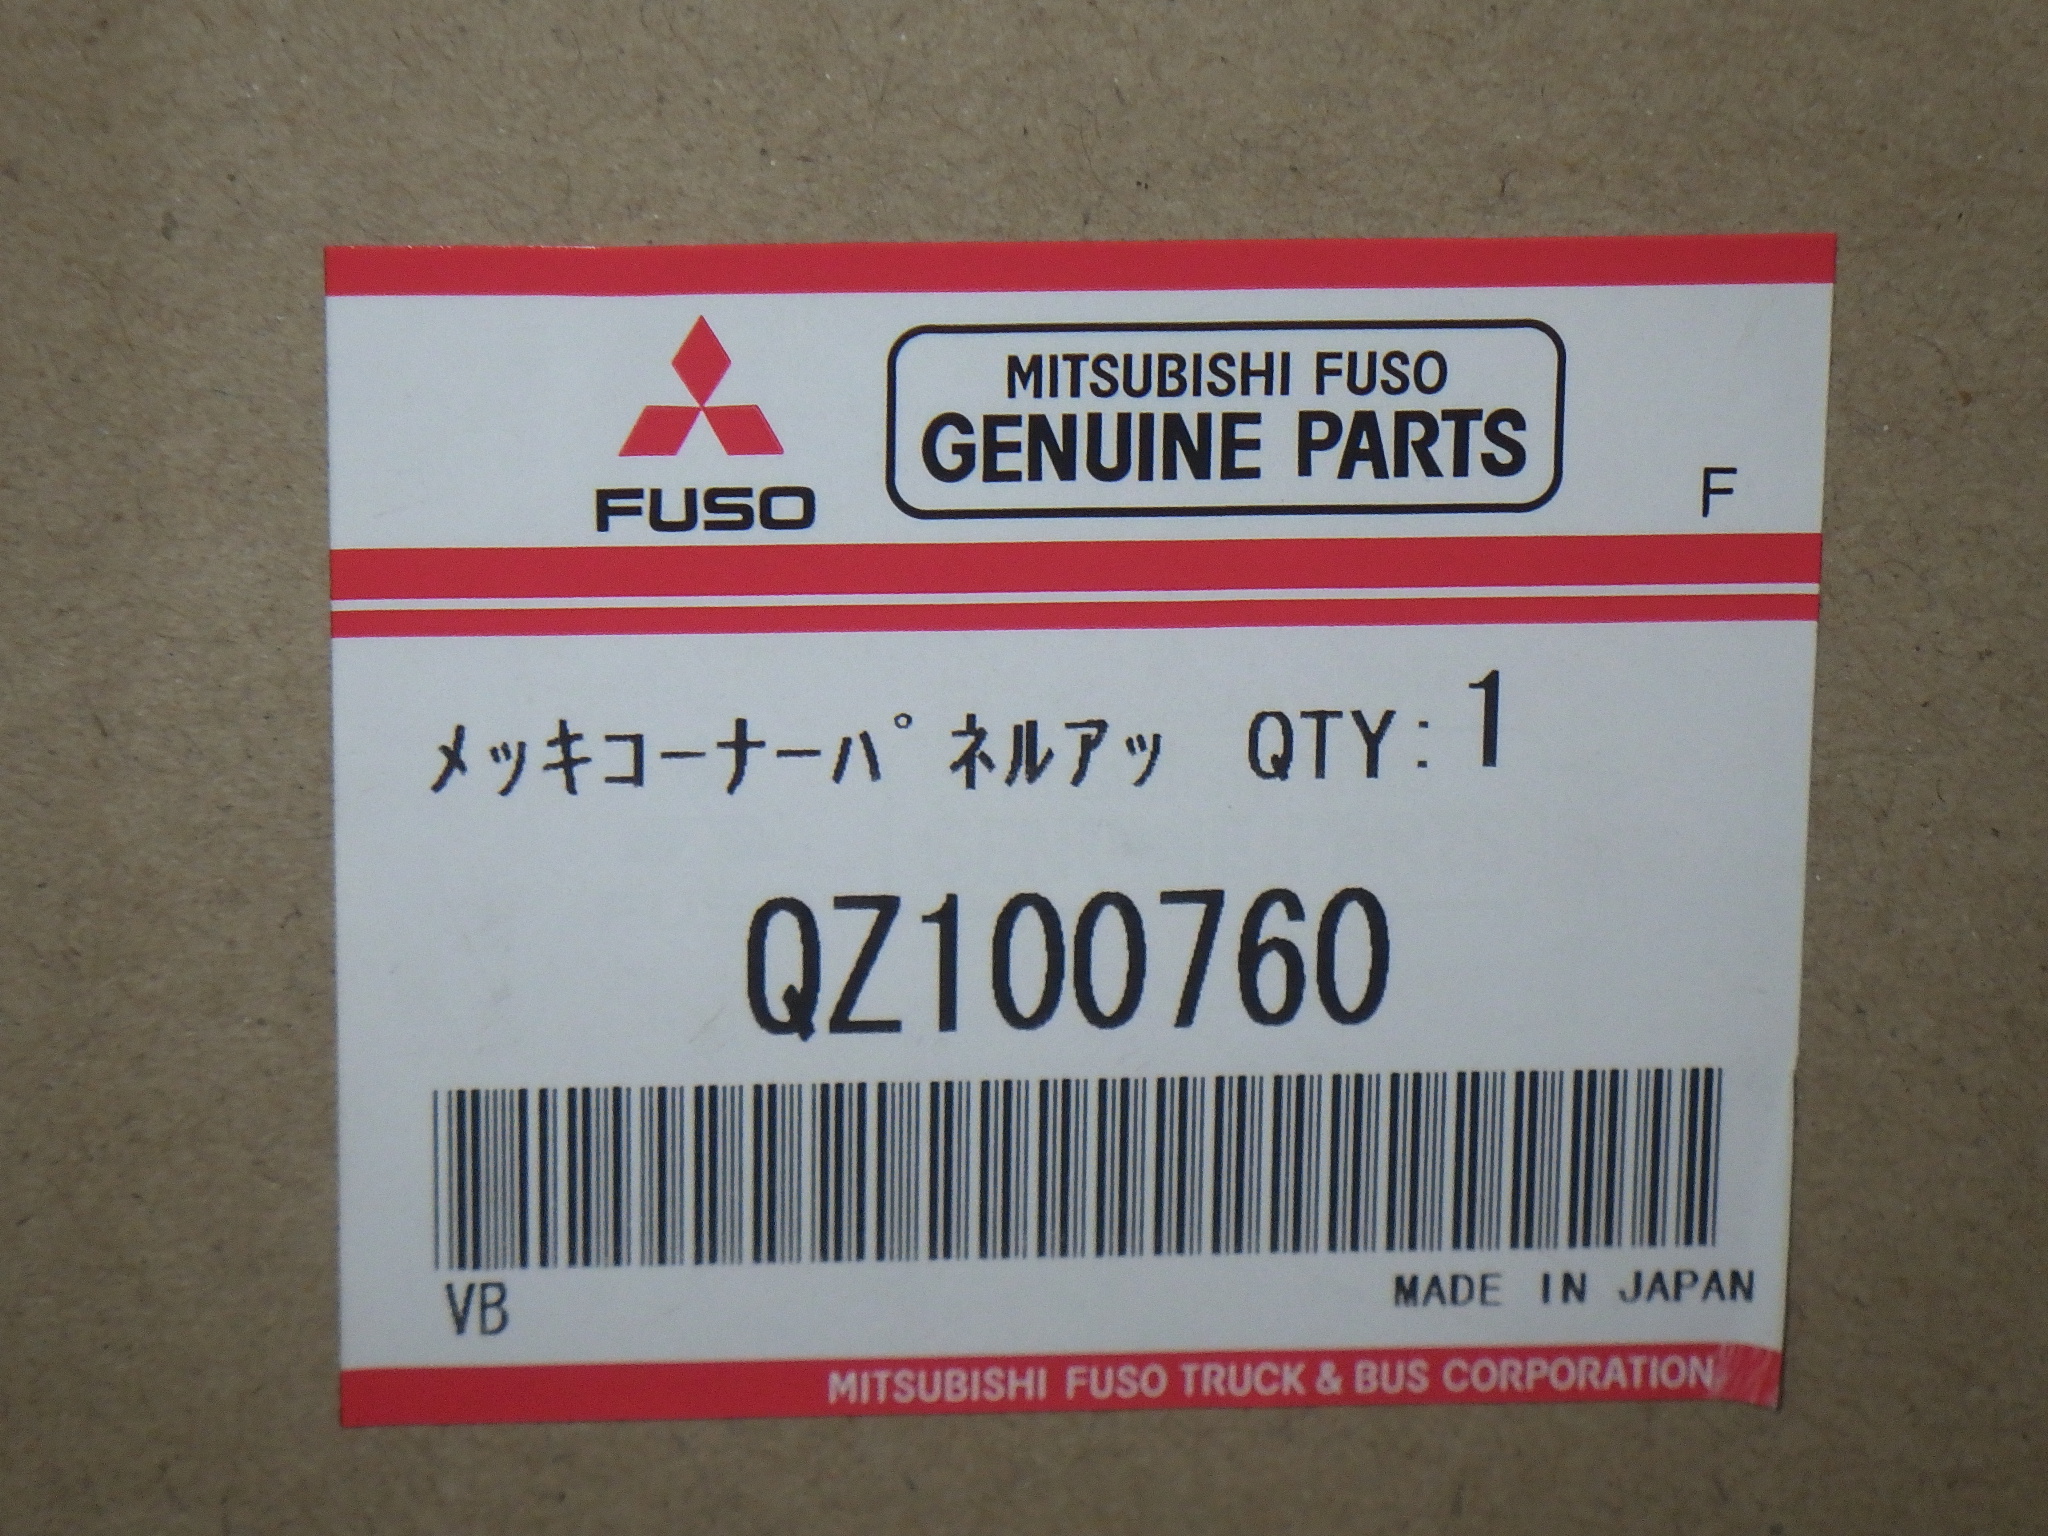 MITSUBISHI FUSO
GENUINE PARTS
FUSO
F
メッキコーナーパネルアッ QTY: 1
QZ100760
VB
MADE IN JAPAN
MITSUBISHI FUSO TRUCK & BUS CORPORATION